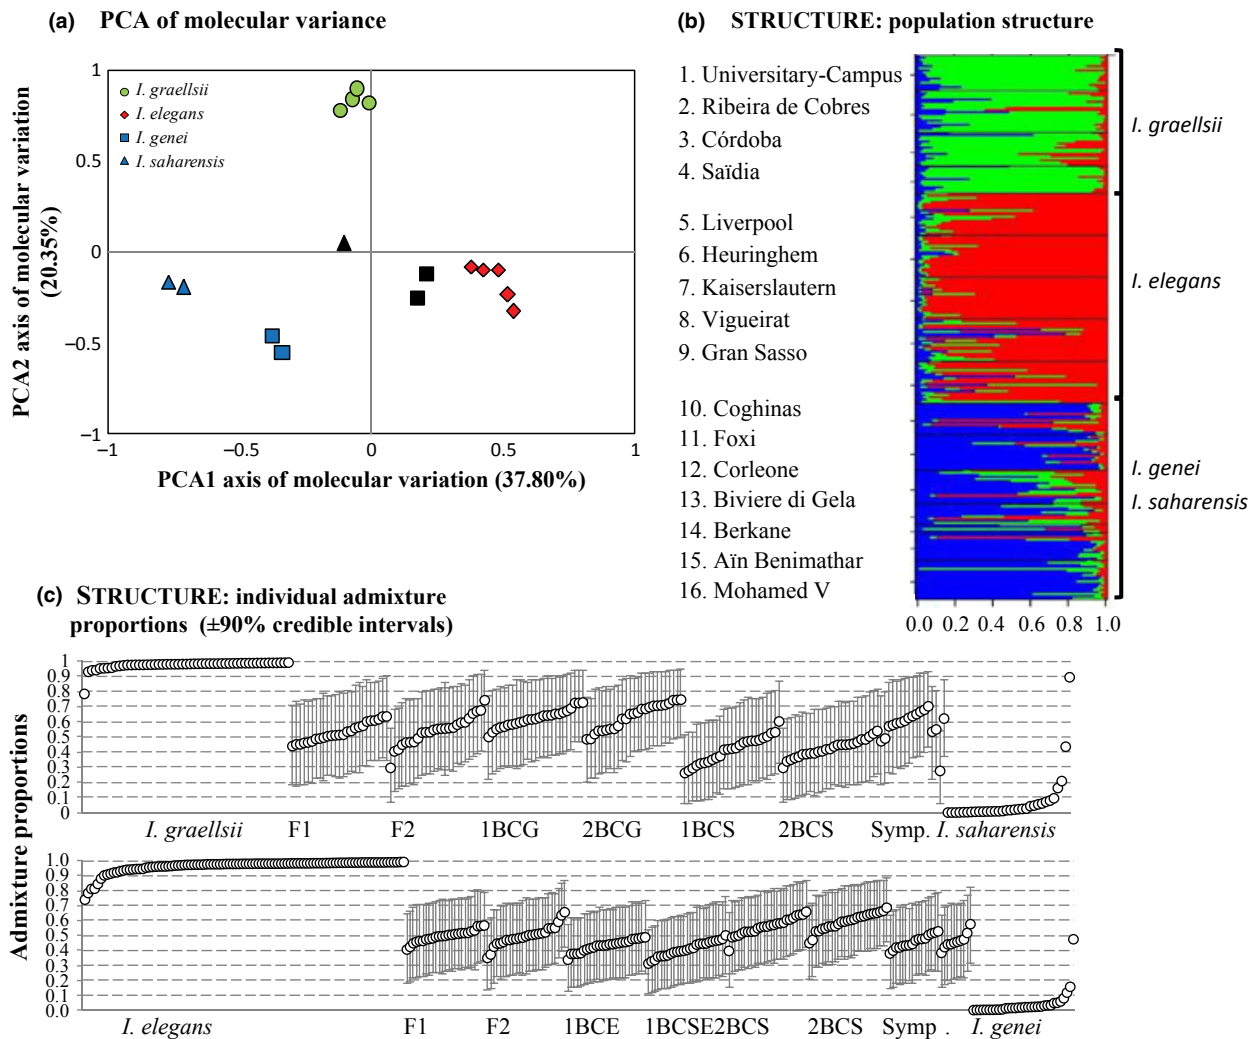 (a) PCA of molecular variance
1
0.5
0
−0.5
−1
−1
−0.5
0
0.5
1
I. graellsii
I. elegans
I. genei
I. saharensis
PCA2 axis of molecular variation
(20.35%)
PCA1 axis of molecular variation (37.80%)
(b) STRUCTURE: population structure
1. Universitary-Campus
2. Ribeira de Cobres
3. Córdoba
4. Saïdia
5. Liverpool
6. Heuringhem
7. Kaiserslautern
8. Vigueirat
9. Gran Sasso
10. Coghinas
11. Foxi
12. Corleone
13. Biviere di Gela
14. Berkane
15. Aïn Benimathar
16. Mohamed V
I. graellsii
I. elegans
I. genei
I. saharensis
0.0 0.2 0.4 0.6 0.8 1.0
(c) STRUCTURE: individual admixture
proportions (±90% credible intervals)
Admixture proportions
1
0.9
0.8
0.7
0.6
0.5
0.4
0.3
0.2
0.1
0
I. graellsii F1 F2 1BCG 2BCG 1BCS 2BCS Symp. I. saharensis
1.0
0.9
0.8
0.7
0.6
0.5
0.4
0.3
0.2
0.1
0.0
I. elegans F1 F2 1BCE 1BCSE2BCS 2BCS Symp . I. genei